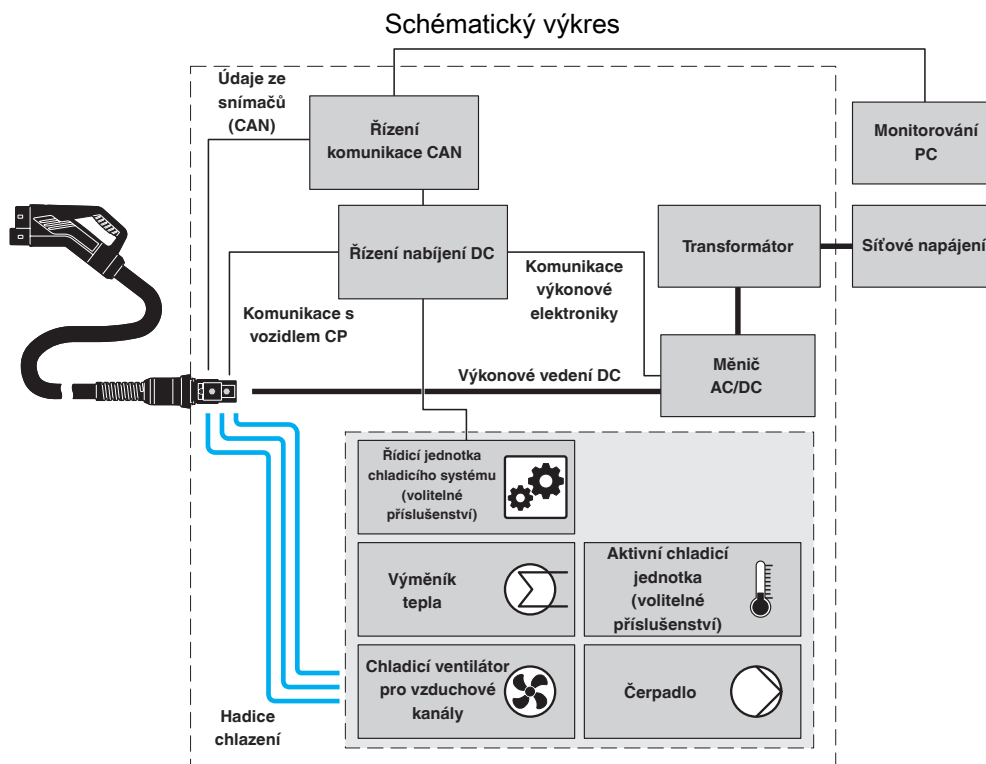 Schématický výkres
Údaje ze
snímačů
(CAN)
Řízení
komunikace CAN
Monitorování
PC
Řízení nabíjení DC
Transformátor
Síťové napájení
Komunikace
výkonové
elektroniky
Komunikace s
vozidlem CP
Výkonové vedení DC
Měnič
AC/DC
Řídicí jednotka
chladicího systému
(volitelné
příslušenství)
Výměník
tepla
Aktivní chladicí
jednotka
(volitelné
příslušenství)
Chladicí ventilátor
pro vzduchové
kanály
Čerpadlo
Hadice
chlazení